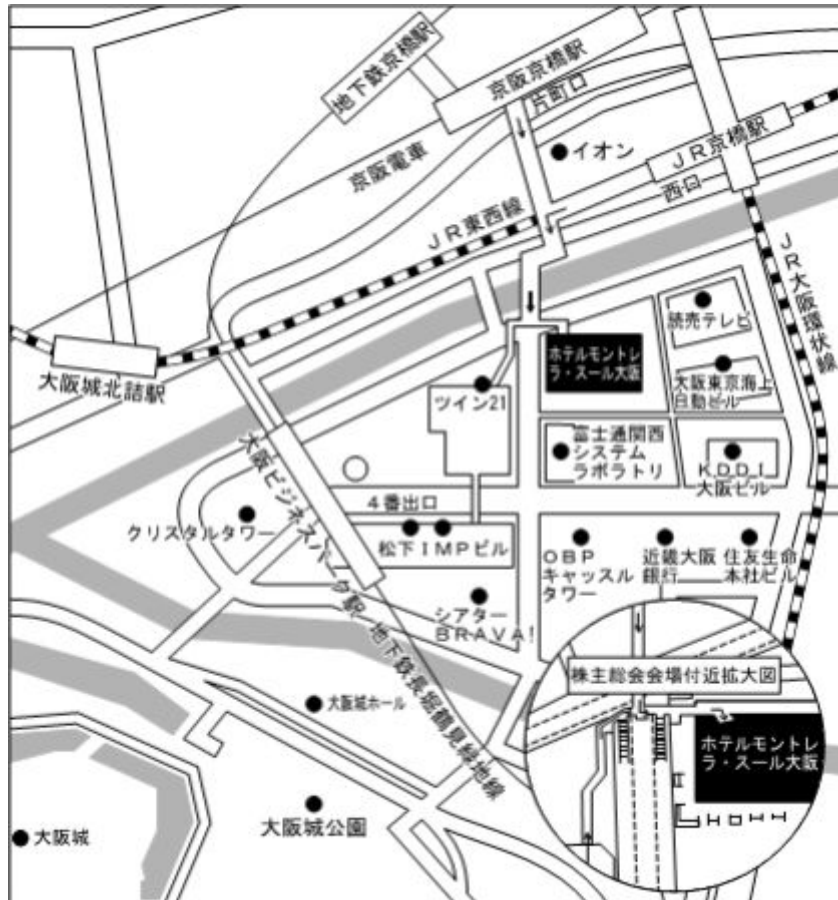 地下鉄京橋駅
京阪京橋駅
片町口
京阪電車
イオン
JR京橋駅
西口
JR東西線
JR大阪環状線
大阪城北詰駅
読売テレビ
ホテルモントレ
ラ・スール大阪
大阪東京海上
日動ビル
ツイン21
富士通関西
システム
ラボラトリ
KDDI
大阪ビル
大阪ビジネスパーク駅
地下鉄長堀鶴見緑地線
4番出口
クリスタルタワー
松下IMPビル
OBP
キャッスル
タワー
近畿大阪
銀行
住友生命
本社ビル
シアター
BRAVA!
株主総会会場付近拡大図
大阪城ホール
ホテルモントレ
ラ・スール大阪
大阪城公園
大阪城